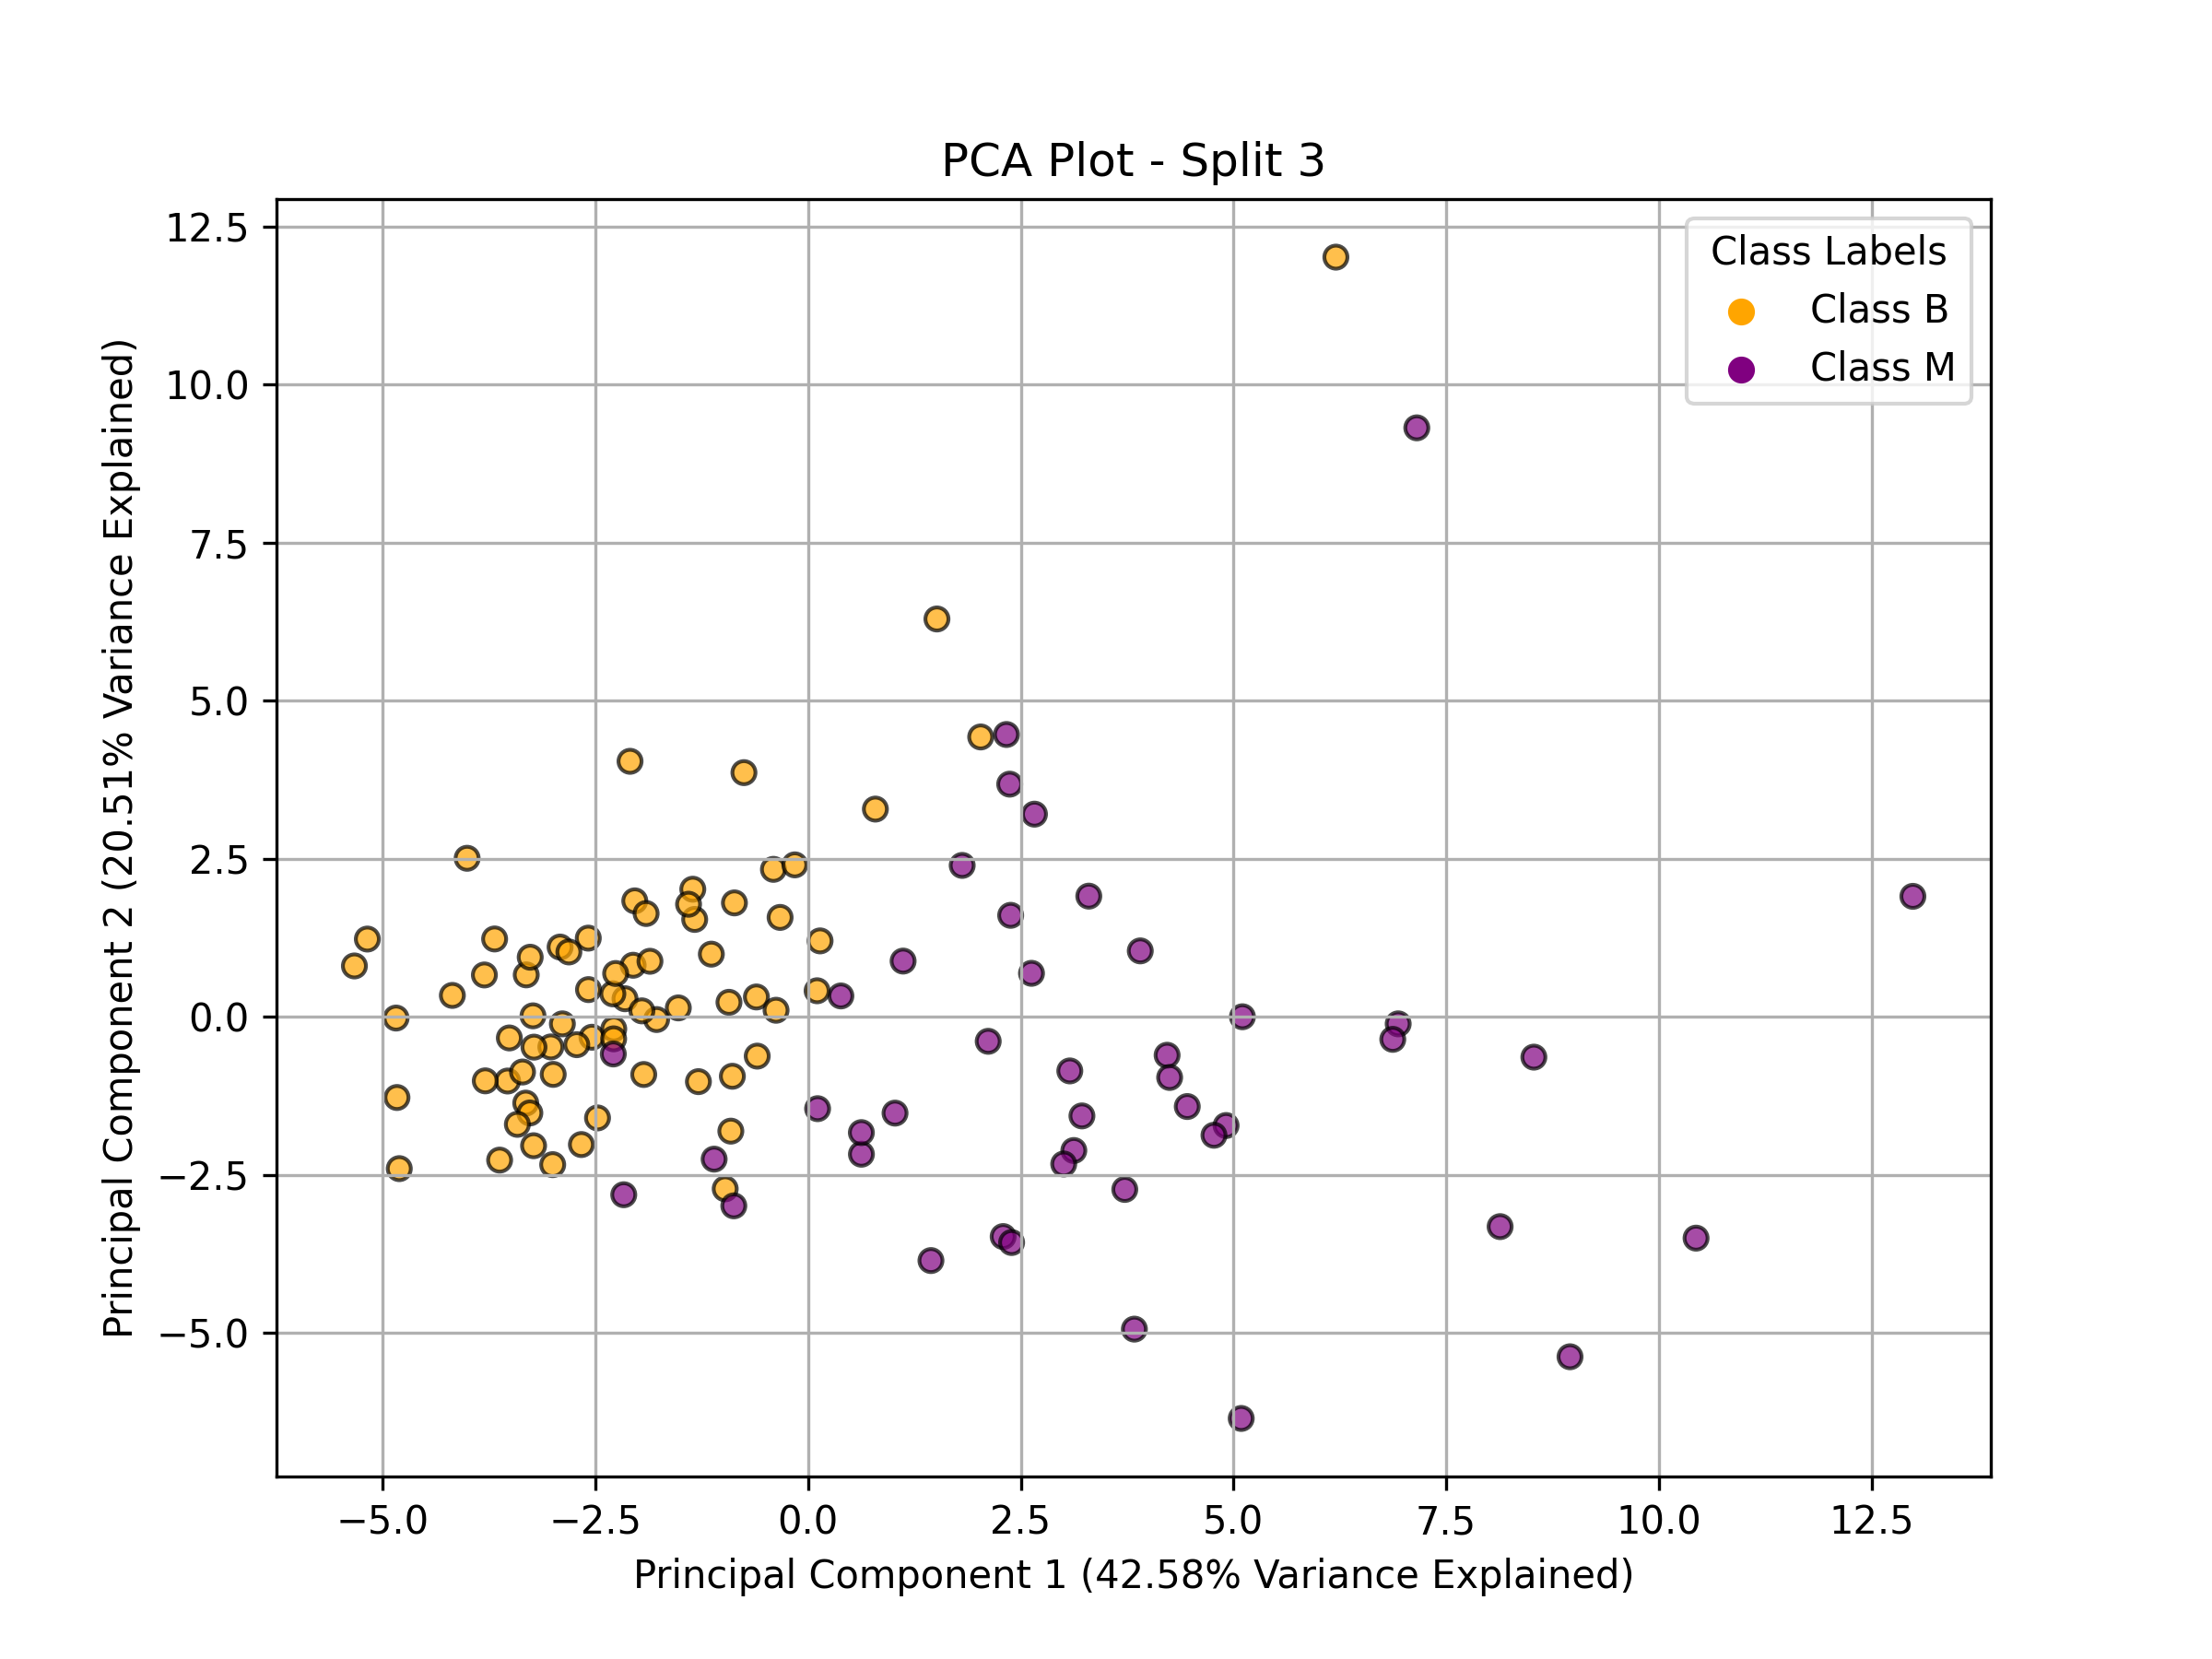 PCA Plot - Split 3
Class Labels
Class B
Class M
12.5
10.0
7.5
5.0
2.5
0.0
−2.5
−5.0
Principal Component 2 (20.51% Variance Explained)
−5.0 −2.5 0.0 2.5 5.0 7.5 10.0 12.5
Principal Component 1 (42.58% Variance Explained)